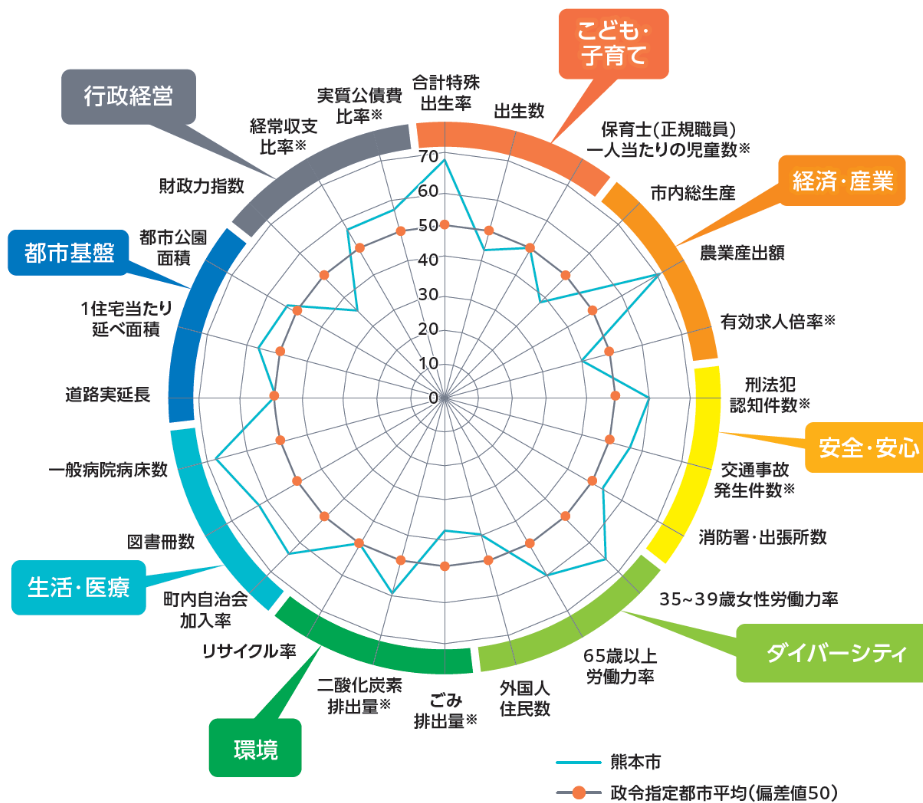 こども・
子育て
行政経営
実質公債費
比率※
合計特殊
出生率
出生数
経常収支
比率※
保育士(正規職員)
一人当たりの児童数※
財政力指数
市内総生産
経済・産業
都市基盤
都市公園
面積
農業産出額
1住宅当たり
延べ面積
有効求人倍率※
道路実延長
刑法犯
認知件数※
安全・安心
一般病院病床数
交通事故
発生件数※
図書冊数
消防署・出張所数
生活・医療
町内自治会
加入率
35~39歳女性労働力率
リサイクル率
65歳以上
労働力率
ダイバーシティ
二酸化炭素
排出量※
ごみ
排出量※
外国人
住民数
環境
70
60
50
40
30
20
10
0
熊本市
政令指定都市平均(偏差値50)